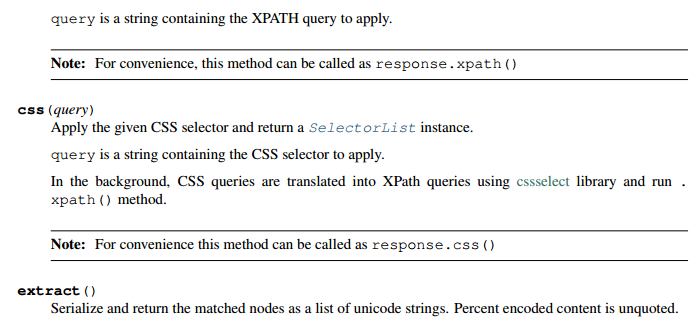 query is a string containing the XPATH query to apply.
Note: For convenience, this method can be called as response.xpath()
css(query)
Apply the given CSS selector and return a SelectorList instance.
query is a string containing the CSS selector to apply.
In the background, CSS queries are translated into XPath queries using cssselect library and run .
xpath() method.
Note: For convenience this method can be called as response.css()
extract()
Serialize and return the matched nodes as a list of unicode strings. Percent encoded content is unquoted.